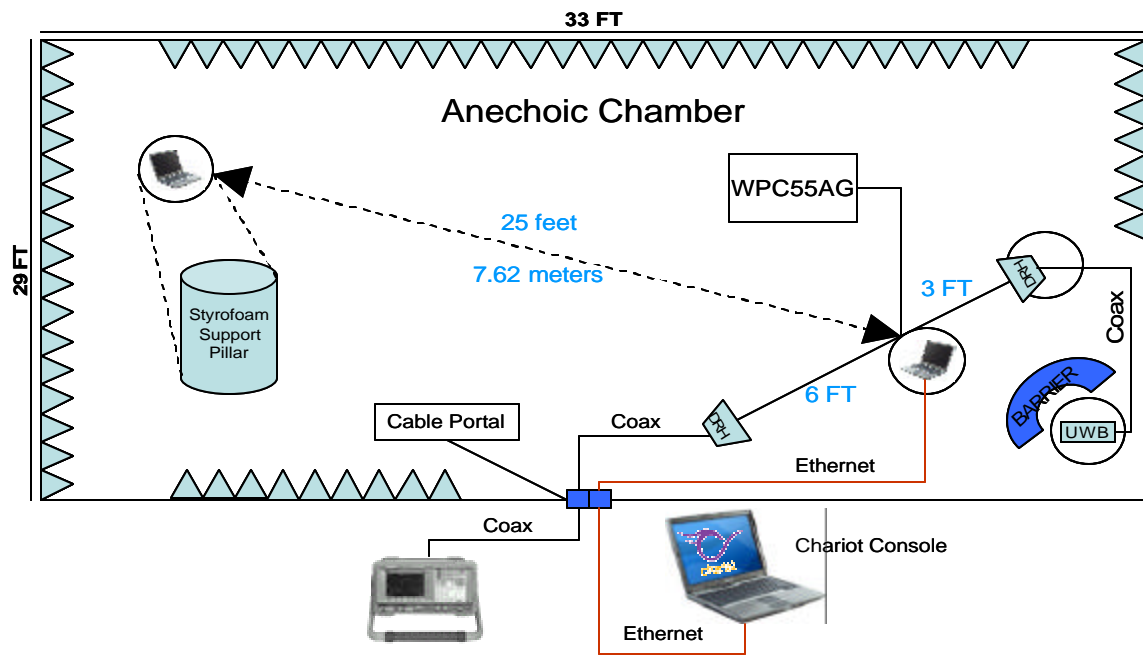 33 FT
Anechoic Chamber
29 FT
WPC55AG
25 feet
7.62 meters
DRH
3 FT
Coax
Styrofoam
Support
Pillar
6 FT
BARRIER
UWB
DRH
Cable Portal
Coax
Ethernet
Coax
Chariot Console
Ethernet